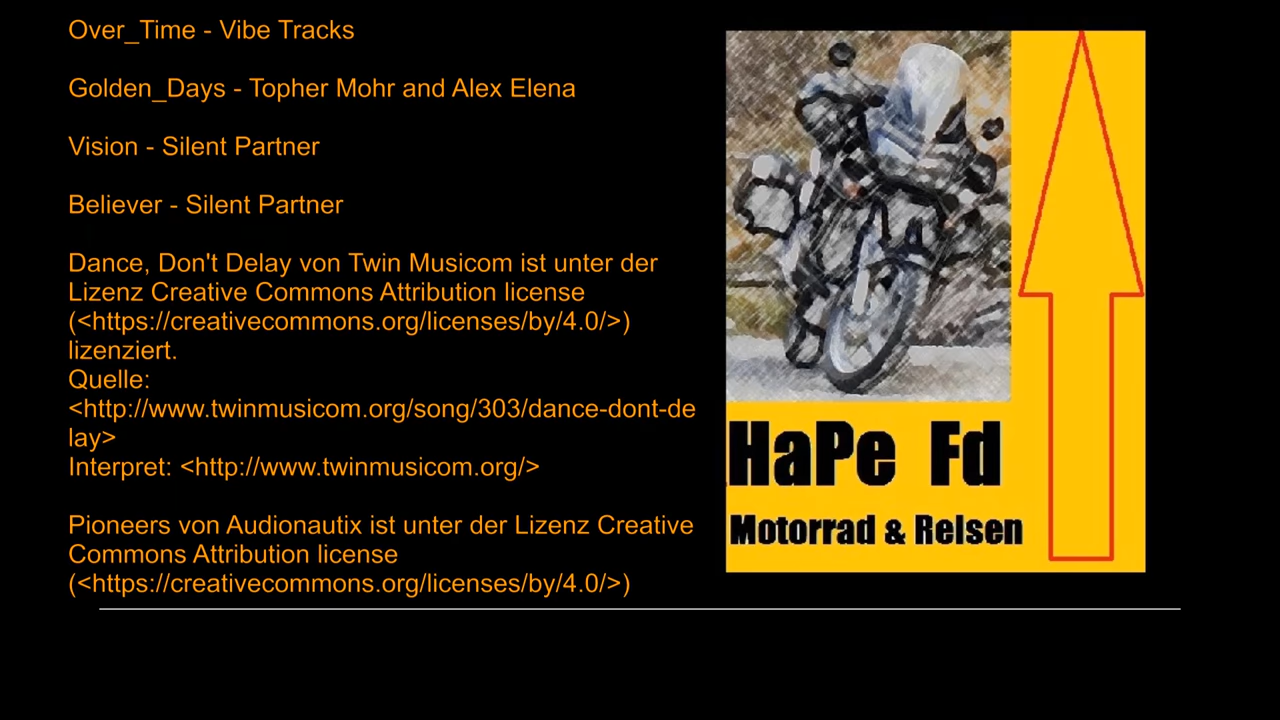 Over_Time - Vibe Tracks
Golden_Days - Topher Mohr and Alex Elena
Vision - Silent Partner
Believer - Silent Partner
Dance, Don't Delay von Twin Musicom ist unter der
Lizenz Creative Commons Attribution license
(<https://creativecommons.org/licenses/by/4.0/>)
lizenziert.
Quelle:
<http://www.twinmusicom.org/song/303/dance-dont-de
lay>
Interpret: <http://www.twinmusicom.org/>
Pioneers von Audionautix ist unter der Lizenz Creative
Commons Attribution license
(<https://creativecommons.org/licenses/by/4.0/>)
HaPe Fd
Motorrad & Reisen